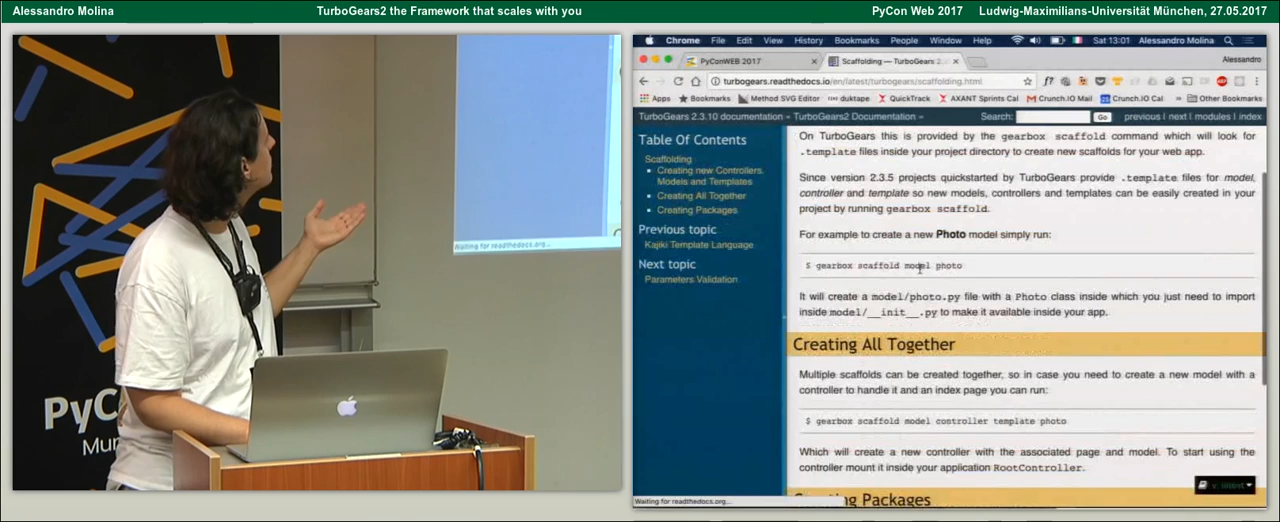 Alessandro Molina
TurboGears2 the Framework that scales with you
PyCon Web 2017 Ludwig-Maximilians-Universität München, 27.05.2017
Waiting for readthedocs.org...
PyC
Mun
Chrome File Edit View History Bookmarks People Window Help Sat 13:01 Alessandro Molina
PyConWEB 2017 × Scaffolding — TurboGears 2. × Alessandro
turbogears.readthedocs.io/en/latest/turbogears/scaffolding.html
Apps Bookmarks Method SVG Editor duktape QuickTrack AXANT Sprints Cal Crunch.IO Mail Crunch.IO Cal » Other Bookmarks
TurboGears 2.3.10 documentation » TurboGears2 Documentation » Search: Go previous | next | modules | index
Table Of Contents
Scaffolding
Creating new Controllers,
Models and Templates
Creating All Together
Creating Packages
Previous topic
Kajiki Template Language
Next topic
Parameters Validation
On TurboGears this is provided by the gearbox scaffold command which will look for
.template files inside your project directory to create new scaffolds for your web app.
Since version 2.3.5 projects quickstarted by TurboGears provide .template files for model,
controller and template so new models, controllers and templates can be easily created in your
project by running gearbox scaffold.
For example to create a new Photo model simply run:
$ gearbox scaffold model photo
It will create a model/photo.py file with a Photo class inside which you just need to import
inside model/__init__.py to make it available inside your app.
Creating All Together
Multiple scaffolds can be created together, so in case you need to create a new model with a
controller to handle it and an index page you can run:
$ gearbox scaffold model controller template photo
Which will create a new controller with the associated page and model. To start using the
controller mount it inside your application RootController.
Creating Packages
Waiting for readthedocs.org...